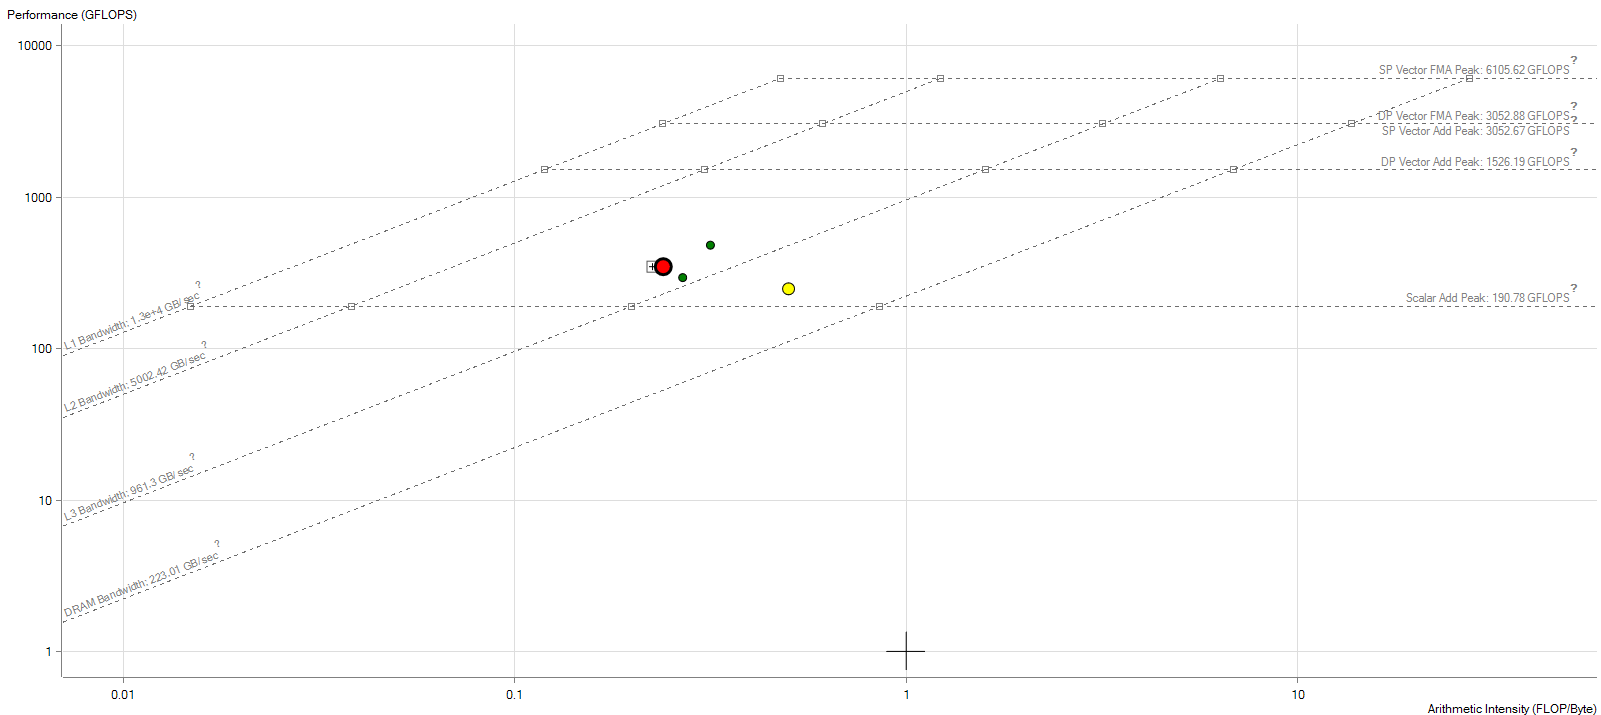 Performance (GFLOPS)
10000
?
SP Vector FMA Peak: 6105.62 GFLOPS
?
DP Vector FMA Peak: 3052.88 GFLOPS
?
SP Vector Add Peak: 3052.67 GFLOPS
?
DP Vector Add Peak: 1526.19 GFLOPS
1000
?
L1 Bandwidth: 1.3e+4 GB/sec
?
Scalar Add Peak: 190.78 GFLOPS
100
?
L2 Bandwidth: 5002.42 GB/sec
?
L3 Bandwidth: 961.3 GB/sec
10
?
DRAM Bandwidth: 223.01 GB/sec
1
0.01
0.1
1
10
Arithmetic Intensity (FLOP/Byte)